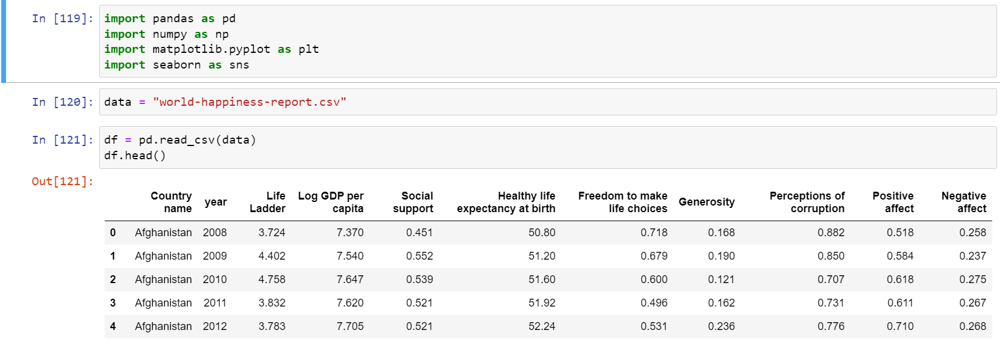 In [119]: import pandas as pd
import numpy as np
import matplotlib.pyplot as plt
import seaborn as sns
In [120]: data = "world-happiness-report.csv"
In [121]: df = pd.read_csv(data)
df.head()
Out[121]:
Country name year Life Ladder Log GDP per capita Social support Healthy life expectancy at birth Freedom to make life choices Generosity Perceptions of corruption Positive affect Negative affect
0 Afghanistan 2008 3.724 7.370 0.451 50.80 0.718 0.168 0.882 0.518 0.258
1 Afghanistan 2009 4.402 7.540 0.552 51.20 0.679 0.190 0.850 0.584 0.237
2 Afghanistan 2010 4.758 7.647 0.539 51.60 0.600 0.121 0.707 0.618 0.275
3 Afghanistan 2011 3.832 7.620 0.521 51.92 0.496 0.162 0.731 0.611 0.267
4 Afghanistan 2012 3.783 7.705 0.521 52.24 0.531 0.236 0.776 0.710 0.268